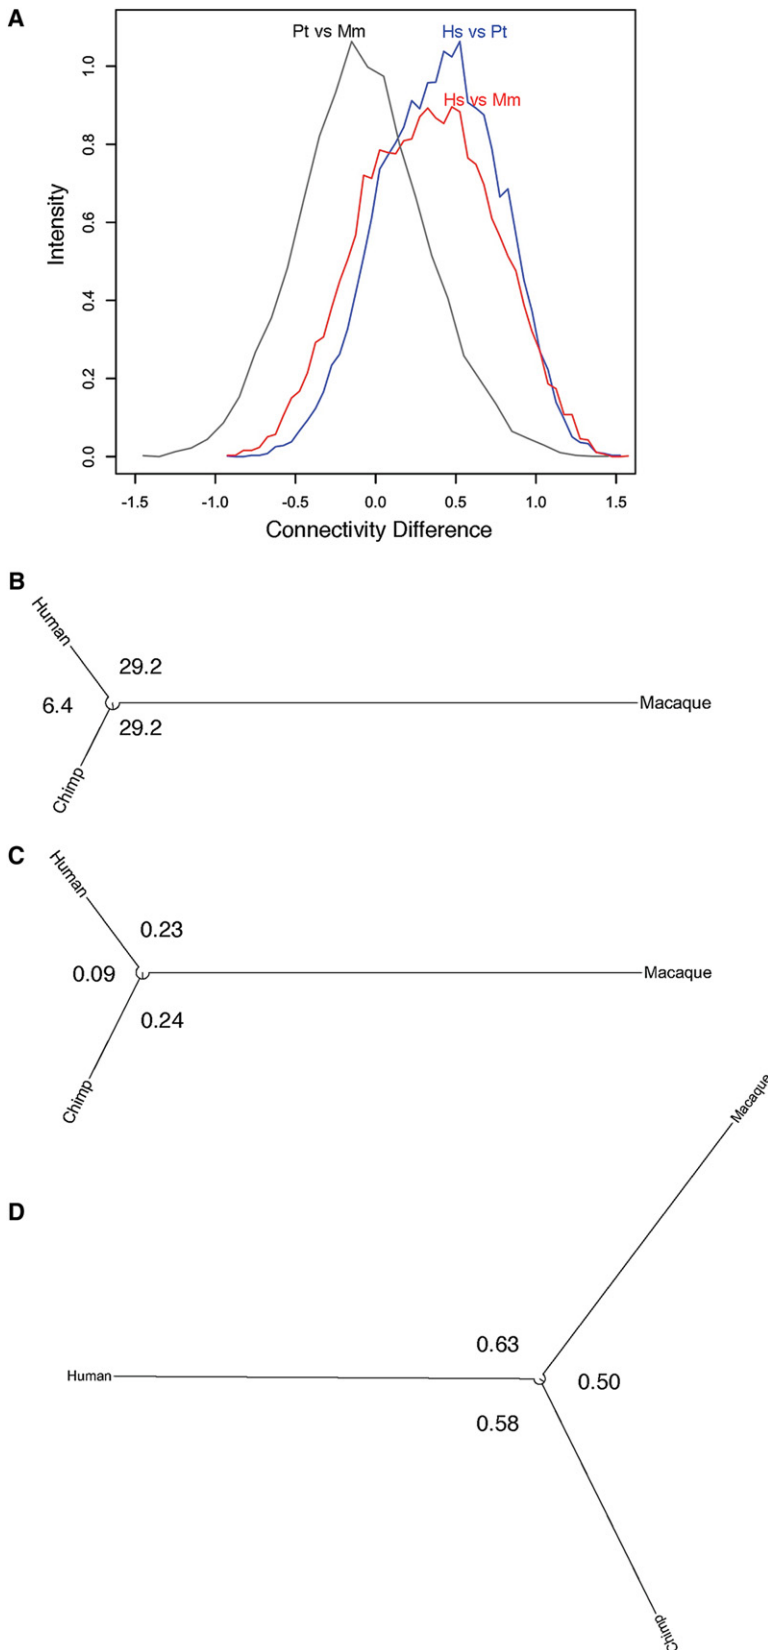 A
Pt vs Mm
Hs vs Pt
Hs vs Mm
Intensity
1.0
0.8
0.6
0.4
0.2
0.0
-1.5 -1.0 -0.5 0.0 0.5 1.0 1.5
Connectivity Difference
B
Human
29.2
6.4
Macaque
29.2
Chimp
C
Human
0.23
0.09
Macaque
0.24
Chimp
Macaque
D
0.63
Human
0.50
0.58
Chimp